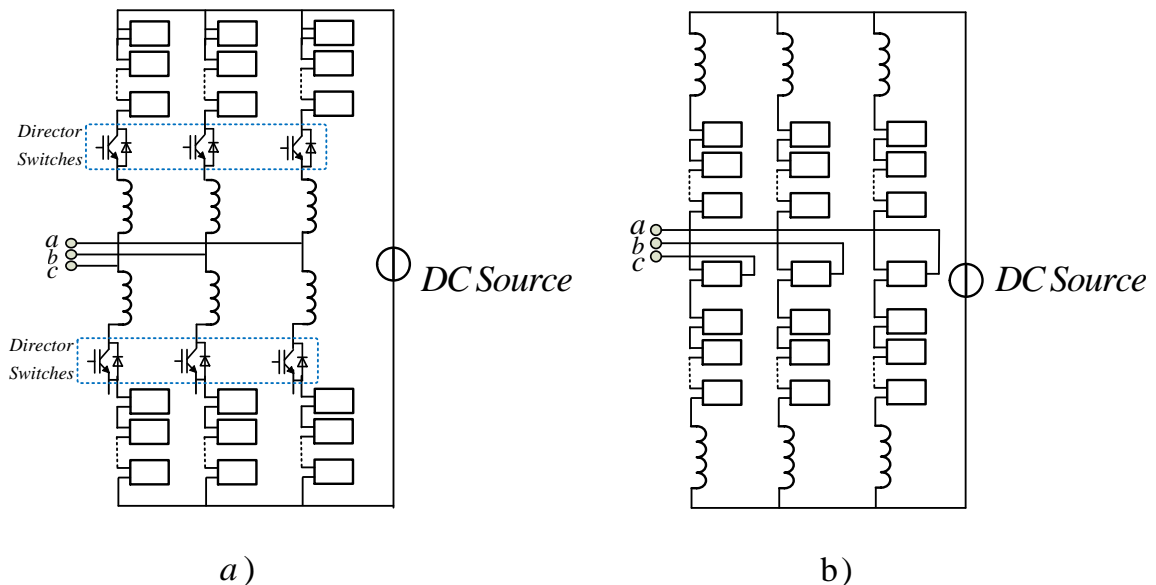 Director
Switches
a
b
c
DC Source
Director
Switches
a)
a
b
c
DC Source
b)